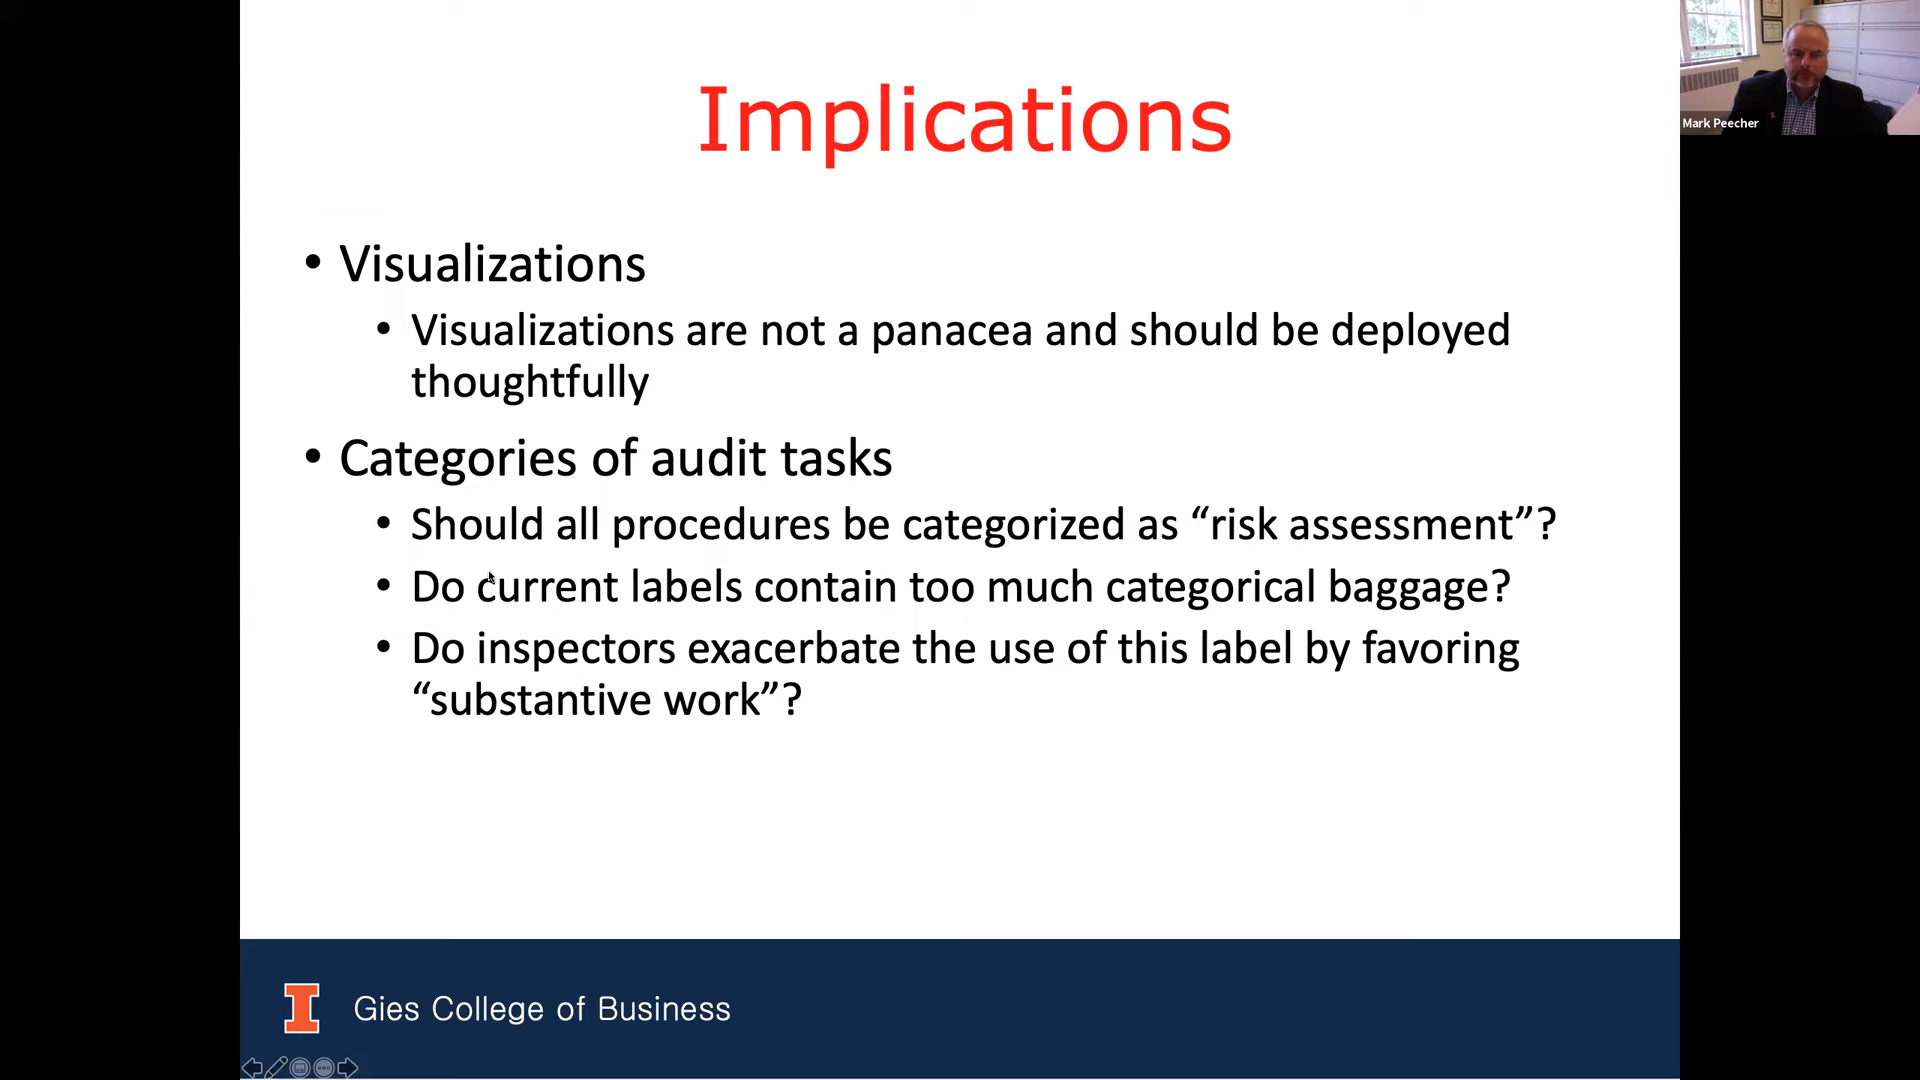 Implications
• Visualizations
• Visualizations are not a panacea and should be deployed
thoughtfully
• Categories of audit tasks
• Should all procedures be categorized as “risk assessment”?
• Do current labels contain too much categorical baggage?
• Do inspectors exacerbate the use of this label by favoring
“substantive work”?
I Gies College of Business
Mark Peecher